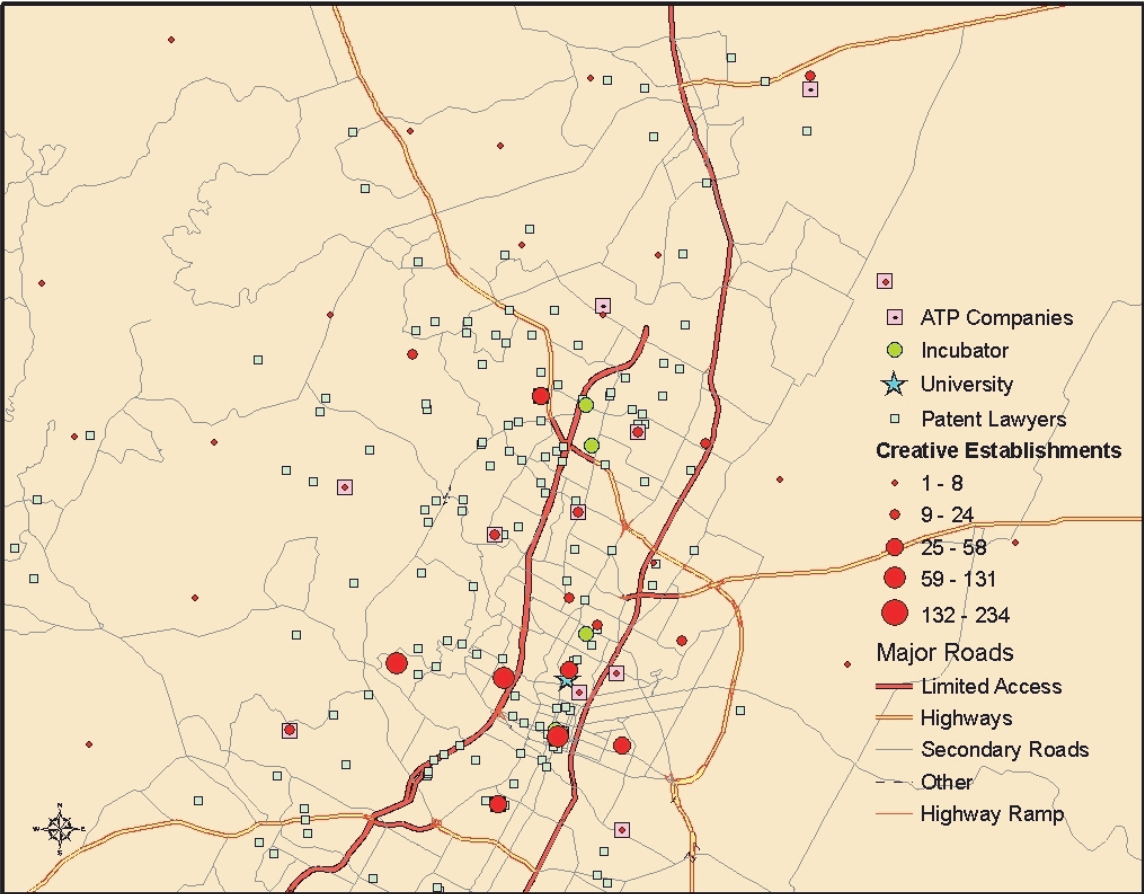 ATP Companies
Incubator
University
Patent Lawyers
Creative Establishments
1 - 8
9 - 24
25 - 58
59 - 131
132 - 234
Major Roads
Limited Access
Highways
Secondary Roads
Other
Highway Ramp
N
W E
S